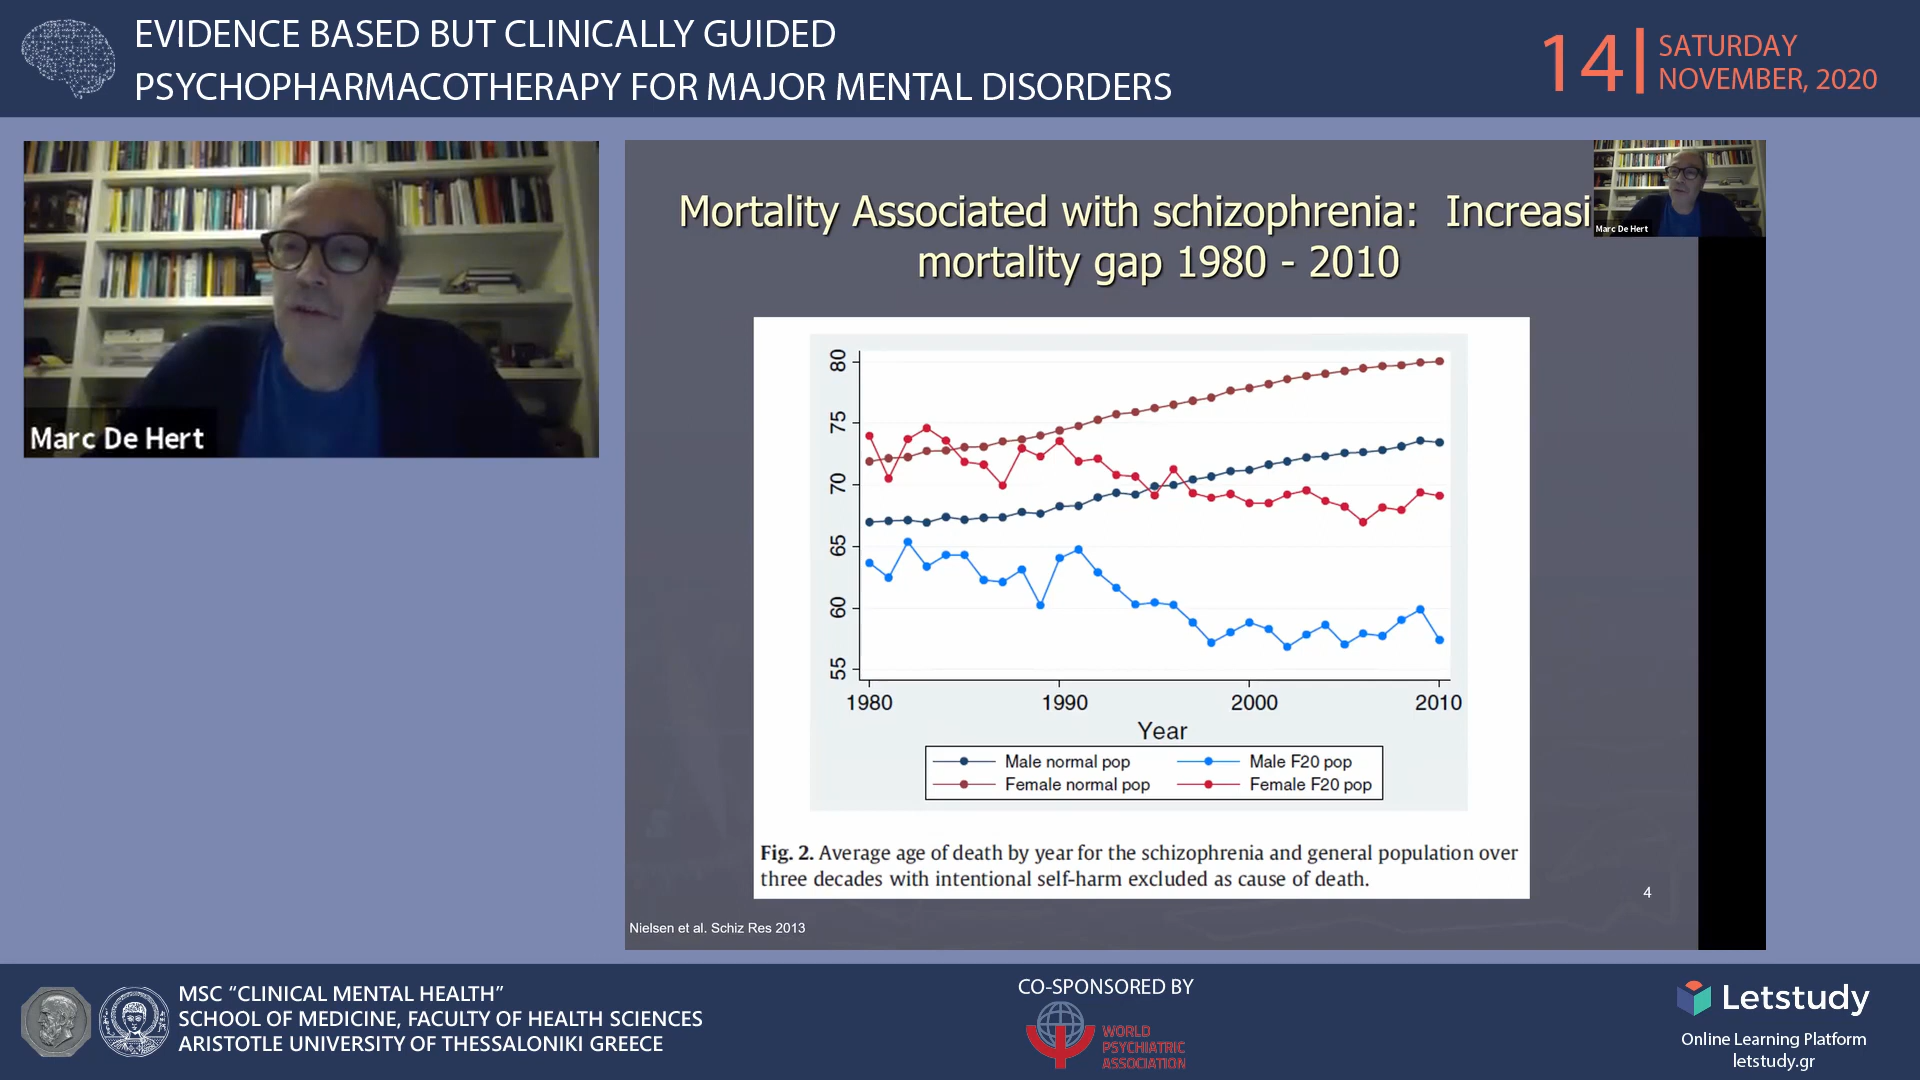 EVIDENCE BASED BUT CLINICALLY GUIDED
PSYCHOPHARMACOTHERAPY FOR MAJOR MENTAL DISORDERS
14
SATURDAY
NOVEMBER, 2020
Marc De Hert
Mortality Associated with schizophrenia: Increasi
mortality gap 1980 - 2010
Marc De Hert
80
75
70
65
60
55
1980 1990 2000 2010
Year
Male normal pop Male F20 pop
Female normal pop Female F20 pop
Fig. 2. Average age of death by year for the schizophrenia and general population over
three decades with intentional self-harm excluded as cause of death.
4
Nielsen et al. Schiz Res 2013
MSC “CLINICAL MENTAL HEALTH”
SCHOOL OF MEDICINE, FACULTY OF HEALTH SCIENCES
ARISTOTLE UNIVERSITY OF THESSALONIKI GREECE
CO-SPONSORED BY
WORLD
PSYCHIATRIC
ASSOCIATION
Letstudy
Online Learning Platform
letstudy.gr